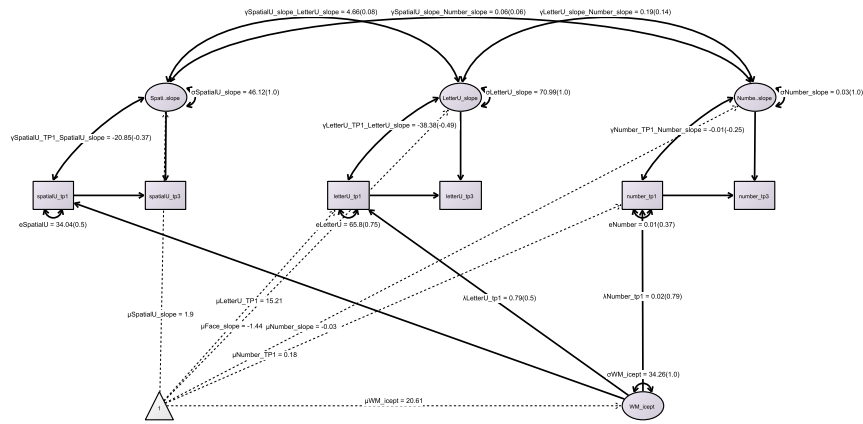 γSpatialU_slope_LetterU_slope = 4.66(0.08)
γSpatialU_slope_Number_slope = 0.06(0.06)
γLetterU_slope_Number_slope = 0.19(0.14)
Spati..slope
σSpatialU_slope = 46.12(1.0)
LetterU_slope
σLetterU_slope = 70.99(1.0)
Numbe..slope
σNumber_slope = 0.03(1.0)
γSpatialU_TP1_SpatialU_slope = -20.85(-0.37)
γLetterU_TP1_LetterU_slope = -38.38(-0.49)
γNumber_TP1_Number_slope = -0.01(-0.25)
spatialU_tp1
spatialU_tp3
letterU_tp1
letterU_tp3
number_tp1
number_tp3
eSpatialU = 34.04(0.5)
eLetterU = 65.8(0.75)
eNumber = 0.01(0.37)
μLetterU_TP1 = 15.21
λLetterU_tp1 = 0.79(0.5)
λNumber_tp1 = 0.02(0.79)
μSpatialU_slope = 1.9
μFace_slope = -1.44
μNumber_slope = -0.03
μNumber_TP1 = 0.18
σWM_icept = 34.26(1.0)
1
μWM_icept = 20.61
WM_icept